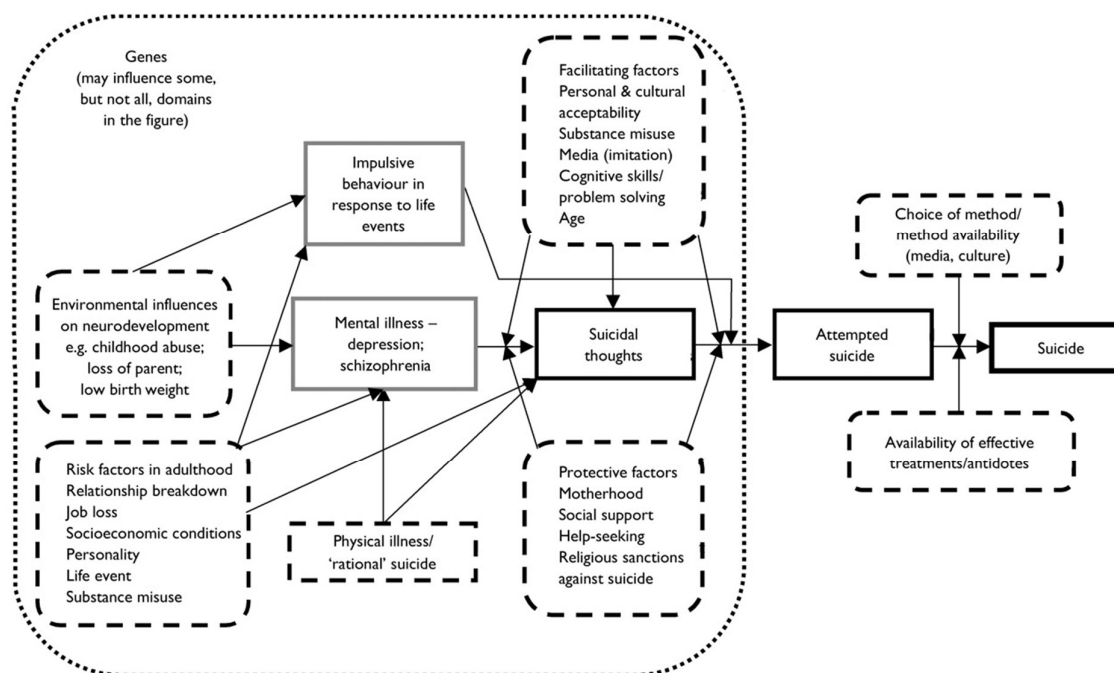 Genes
(may influence some,
but not all, domains
in the figure)
Facilitating factors
Personal & cultural
acceptability
Substance misuse
Media (imitation)
Cognitive skills/
problem solving
Age
Impulsive
behaviour in
response to life
events
Choice of method/
method availability
(media, culture)
Environmental influences
on neurodevelopment
e.g. childhood abuse;
loss of parent;
low birth weight
Mental illness –
depression;
schizophrenia
Suicidal
thoughts
Attempted
suicide
Suicide
Risk factors in adulthood
Relationship breakdown
Job loss
Socioeconomic conditions
Personality
Life event
Substance misuse
Physical illness/
‘rational’ suicide
Protective factors
Motherhood
Social support
Help-seeking
Religious sanctions
against suicide
Availability of effective
treatments/antidotes